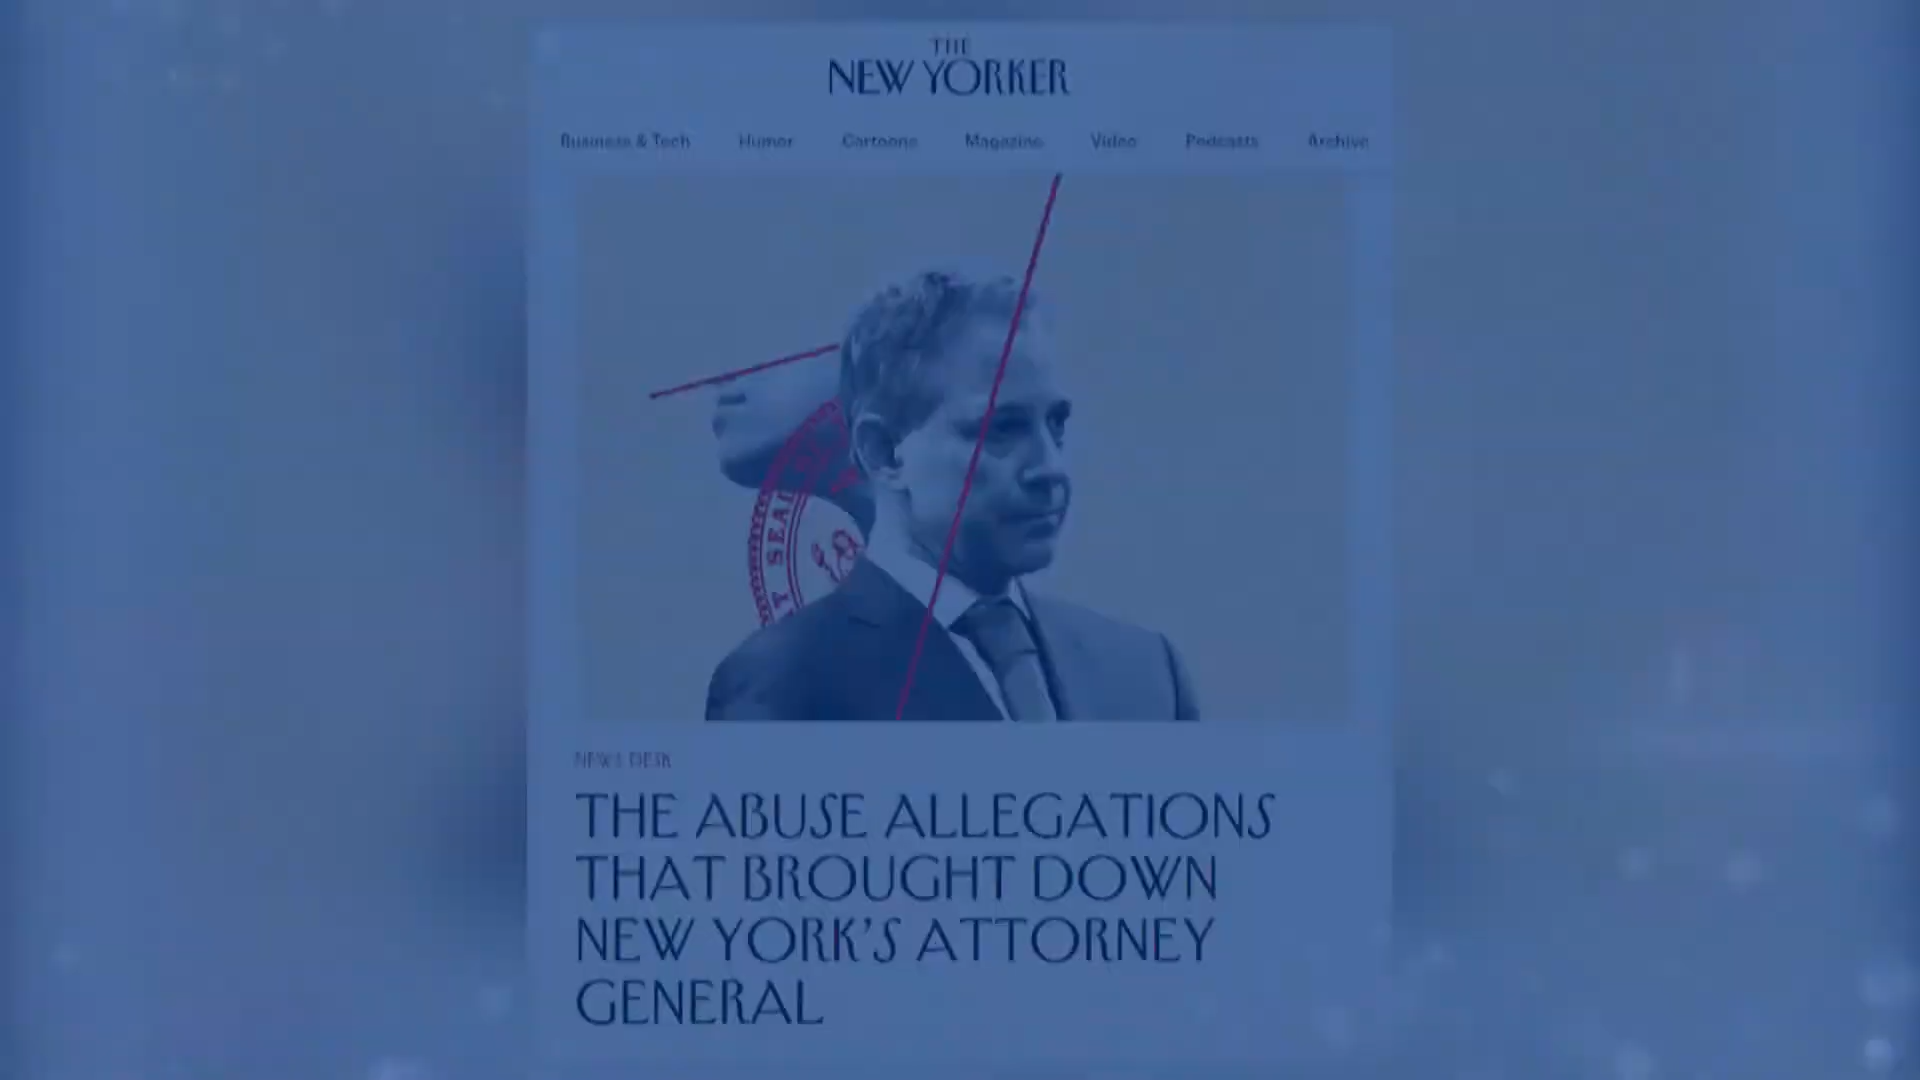 THE
NEW YORKER
Business & Tech Humor Cartoons Magazine Video Podcasts Archive
SEAL
NEWS DESK
THE ABUSE ALLEGATIONS
THAT BROUGHT DOWN
NEW YORK'S ATTORNEY
GENERAL